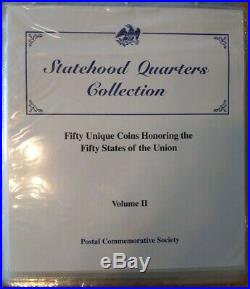 Statehood Quarters
Collection
Fifty Unique Coins Honoring the
Fifty States of the Union
Volume II
Postal Commemorative Society